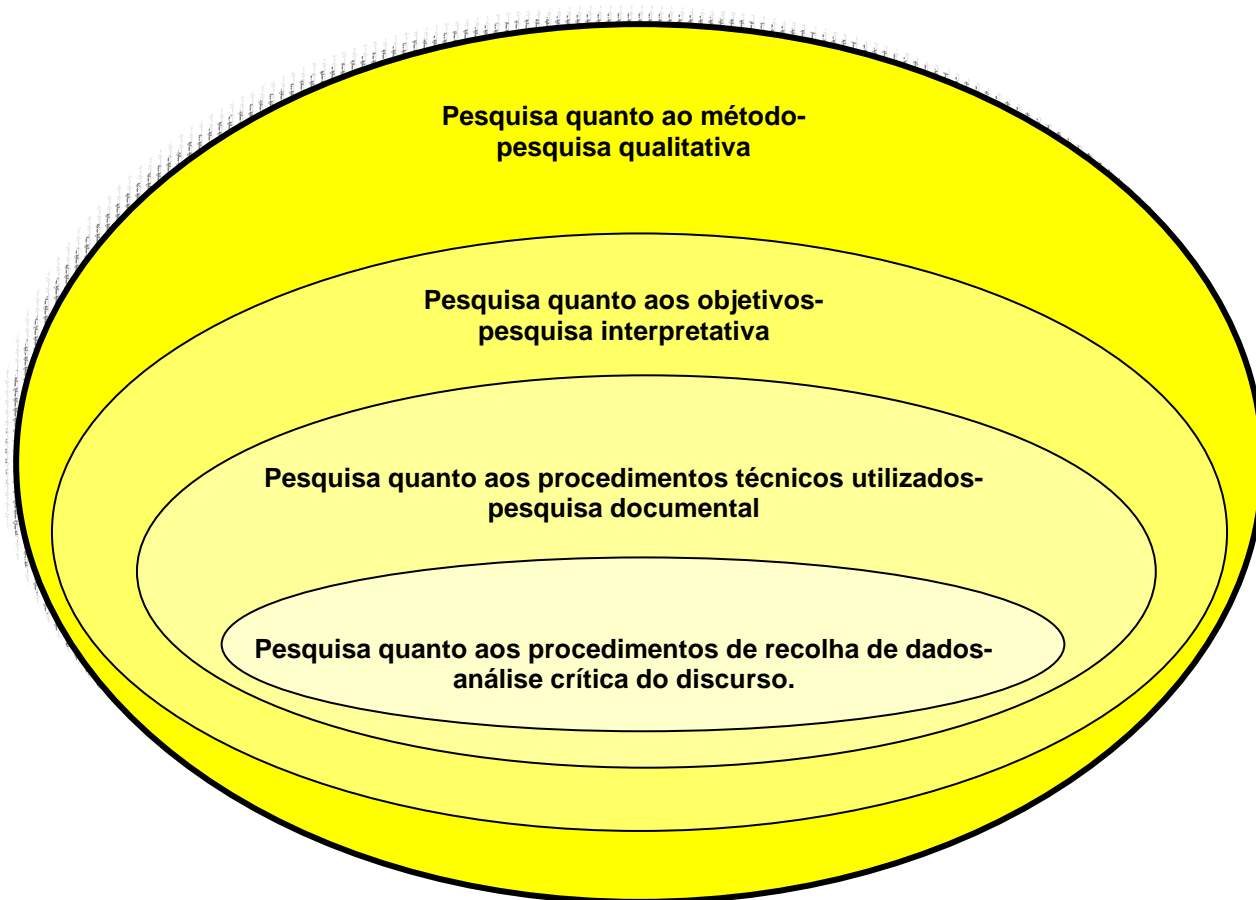 Pesquisa quanto ao método-
pesquisa qualitativa
Pesquisa quanto aos objetivos-
pesquisa interpretativa
Pesquisa quanto aos procedimentos técnicos utilizados-
pesquisa documental
Pesquisa quanto aos procedimentos de recolha de dados-
análise crítica do discurso.